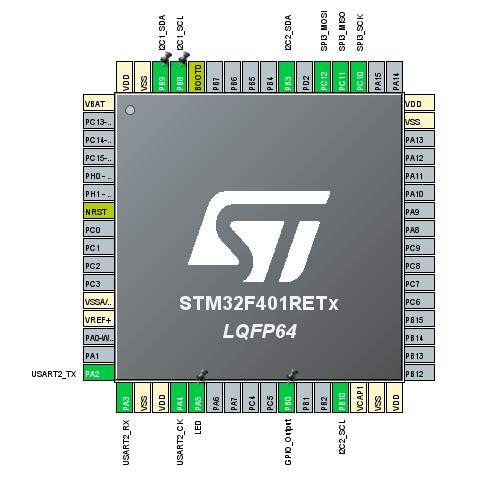 I2C1_SDA
I2C1_SCL
I2C2_SDA
SPI3_MOSI
SPI3_MISO
SPI3_SCK
VDD
VSS
PB9
PB8
BOOT0
PB7
PB6
PB5
PB4
PB3
PD2
PC12
PC11
PC10
PA15
PA14
VBAT
PC13-..
PC14-..
PC15-..
PH0 -..
PH1 -..
NRST
PC0
PC1
PC2
PC3
VSSA/..
VREF+
PA0-W..
PA1
USART2_TX PA2
STM32F401RETx
LQFP64
VDD
VSS
PA13
PA12
PA11
PA10
PA9
PA8
PC9
PC8
PC7
PC6
PB15
PB14
PB13
PB12
PA3
VSS
VDD
PA4
PA5
PA6
PA7
PC4
PC5
PB0
PB1
PB2
PB10
VCAP1
VSS
VDD
USART2_RX
USART2_CK
LED
GPIO_Output
I2C2_SCL